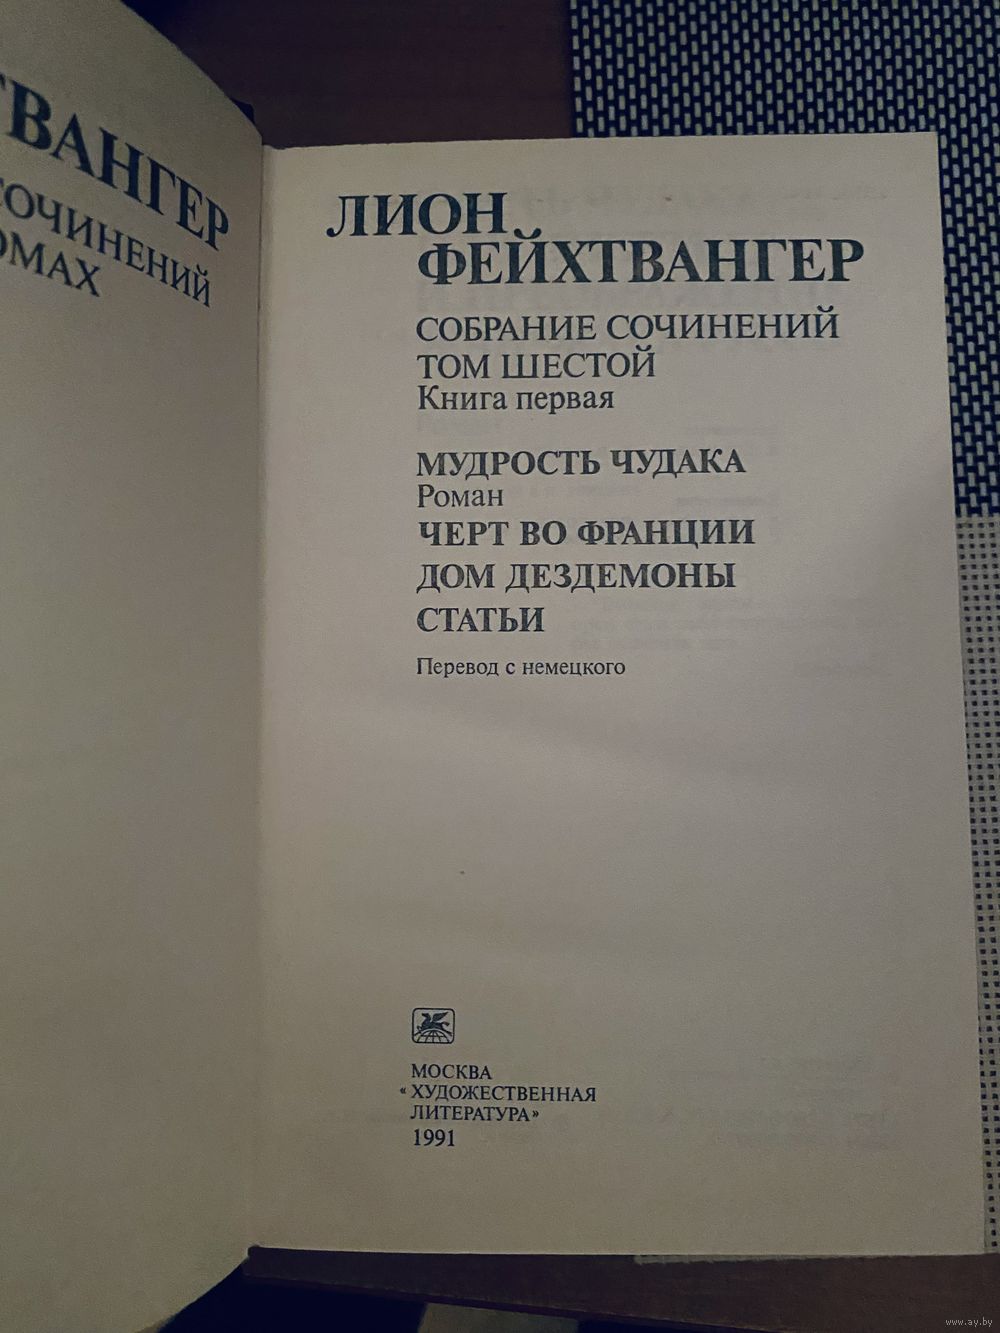 ТВАНГЕР
СОЧИНЕНИЙ
ОМАХ
ЛИОН
ФЕЙХТВАНГЕР
СОБРАНИЕ СОЧИНЕНИЙ
ТОМ ШЕСТОЙ
Книга первая
МУДРОСТЬ ЧУДАКА
Роман
ЧЕРТ ВО ФРАНЦИИ
ДОМ ДЕЗДЕМОНЫ
СТАТЬИ
Перевод с немецкого
МОСКВА
«ХУДОЖЕСТВЕННАЯ
ЛИТЕРАТУРА»
1991
www.ay.by